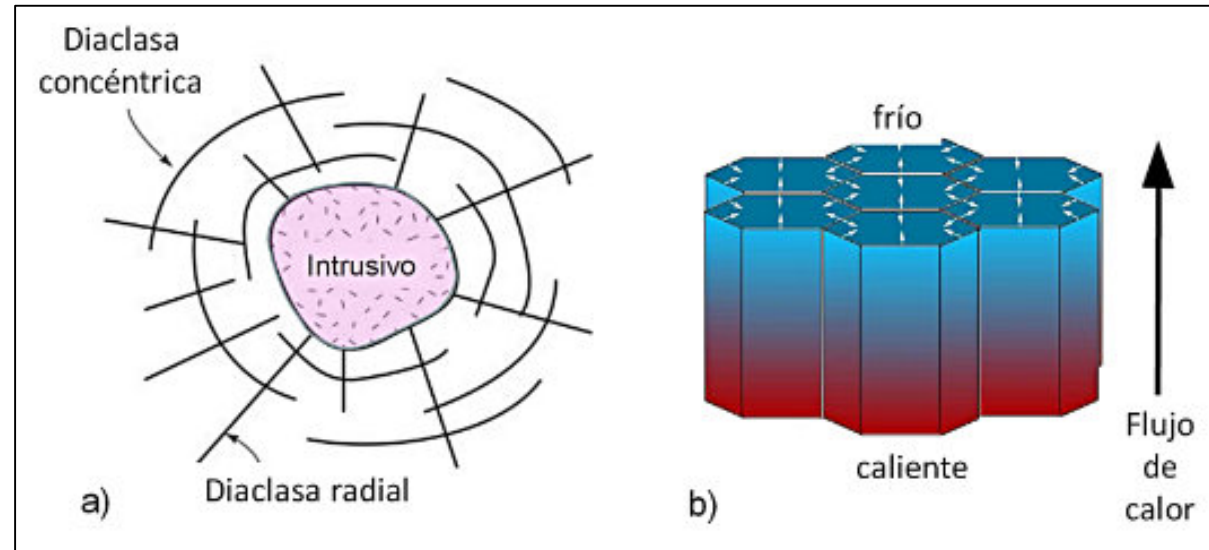 Diaclasa
concéntrica
Intrusivo
Diaclasa radial
a)
frío
caliente
b)
Flujo
de
calor